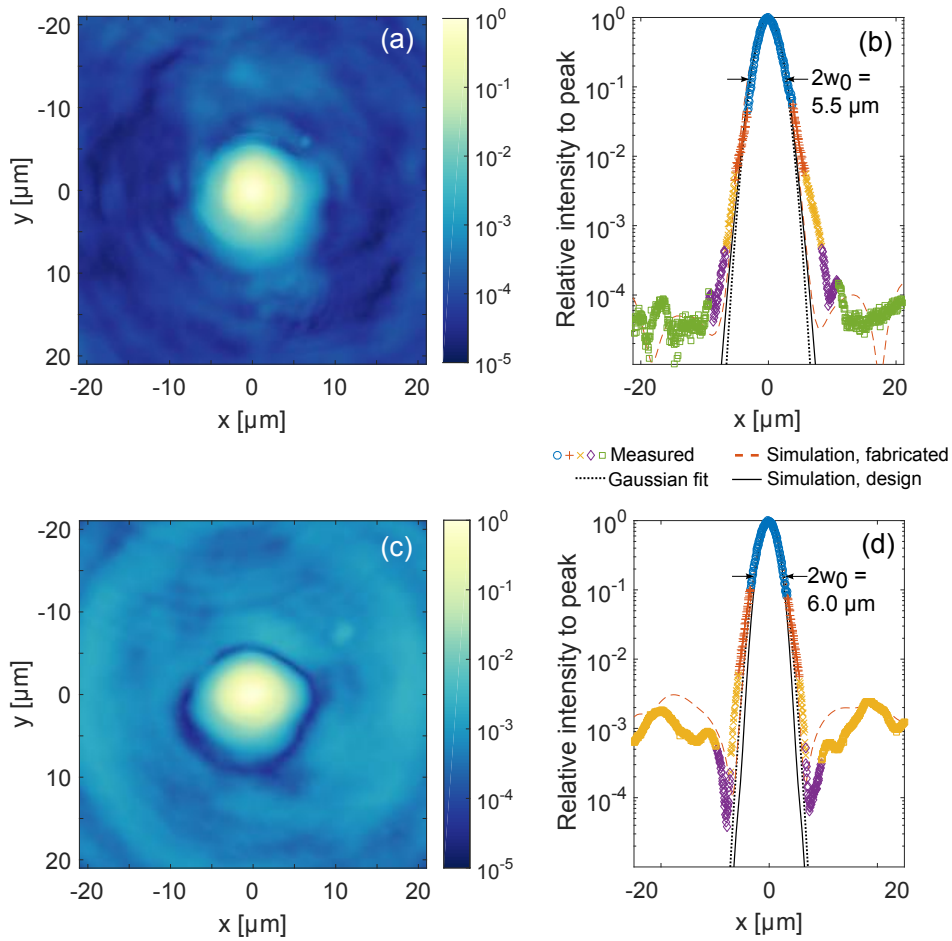 (a)
-20
-10
0
10
20
y [µm]
-20 -10 0 10 20
x [µm]
10^0
10^-1
10^-2
10^-3
10^-4
10^-5
(b)
10^0
10^-1
10^-2
10^-3
10^-4
Relative intensity to peak
2w0 =
5.5 µm
-20 0 20
x [µm]
Measured
Simulation, fabricated
Gaussian fit
Simulation, design
(c)
-20
-10
0
10
20
y [µm]
-20 -10 0 10 20
x [µm]
10^0
10^-1
10^-2
10^-3
10^-4
10^-5
(d)
10^0
10^-1
10^-2
10^-3
10^-4
Relative intensity to peak
2w0 =
6.0 µm
-20 0 20
x [µm]